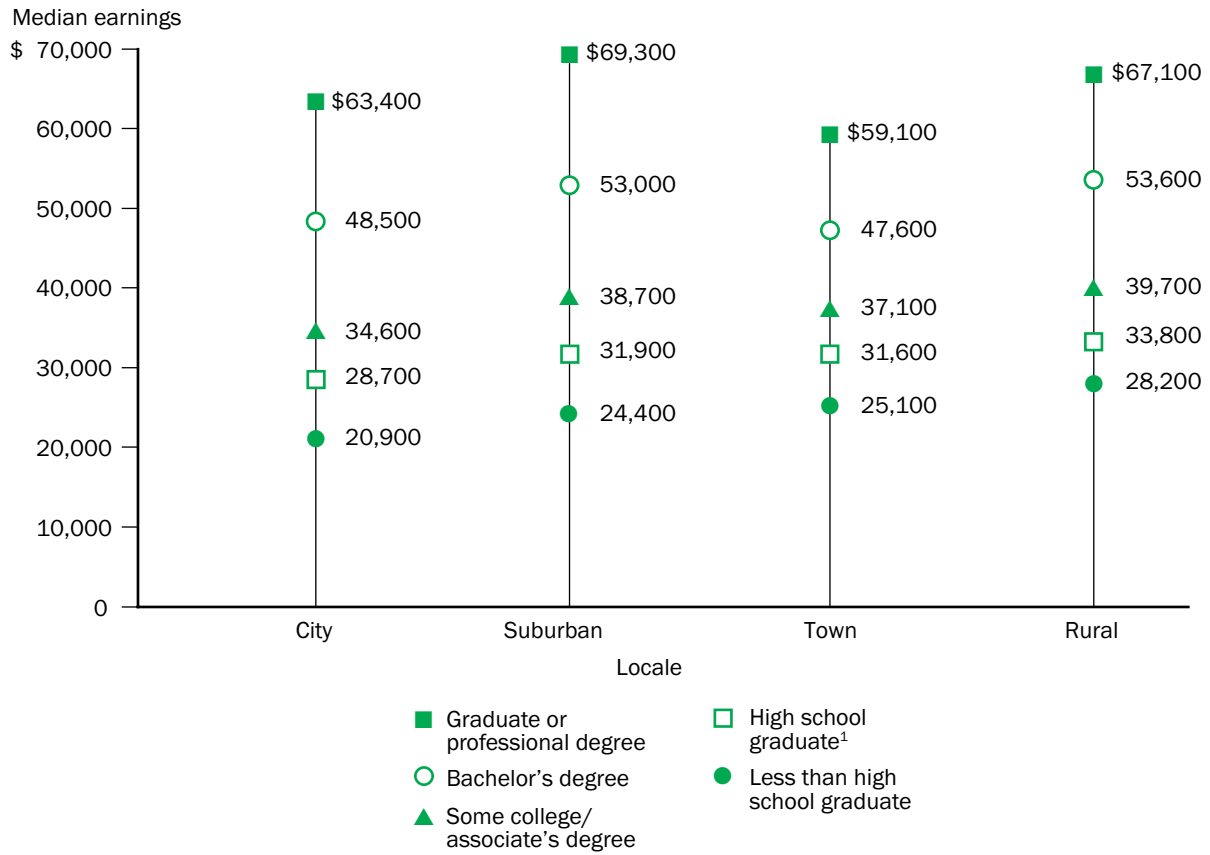 Median earnings
$ 70,000
60,000
50,000
40,000
30,000
20,000
10,000
0
$63,400
48,500
34,600
28,700
20,900
$69,300
53,000
38,700
31,900
24,400
$59,100
47,600
37,100
31,600
25,100
$67,100
53,600
39,700
33,800
28,200
City
Suburban
Town
Rural
Locale
Graduate or
professional degree
Bachelor’s degree
Some college/
associate’s degree
High school
graduate¹
Less than high
school graduate